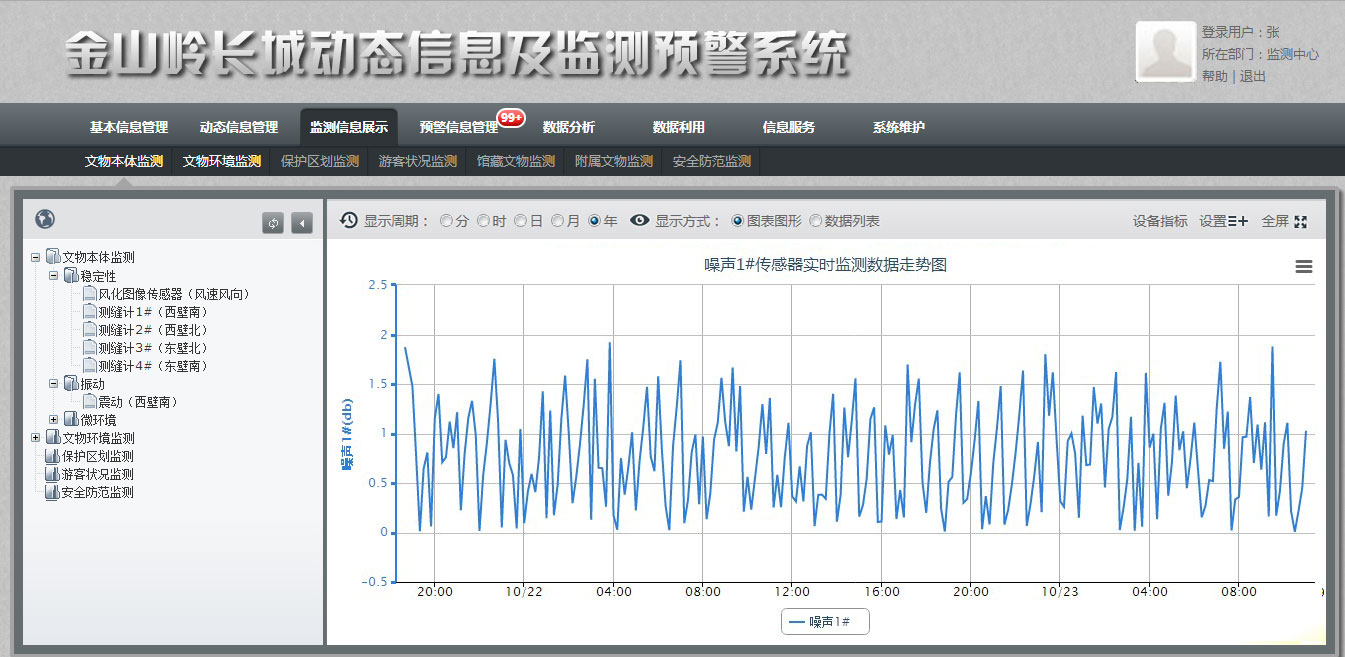 金山岭长城动态信息及监测预警系统
登录用户：张
所在部门：监测中心
帮助 | 退出
基本信息管理 动态信息管理 监测信息展示 预警信息管理 99+ 数据分析 数据利用 信息服务 系统维护
文物本体监测 文物环境监测 保护区划监测 游客状况监测 馆藏文物监测 附属文物监测 安全防范监测
显示周期： 分 时 日 月 年 显示方式： 图表图形 数据列表 设备指标 设置 全屏
文物本体监测
稳定性
风化图像传感器（风速风向）
测缝计1#（西壁南）
测缝计2#（西壁北）
测缝计3#（东壁北）
测缝计4#（东壁南）
振动
震动（西壁南）
微环境
文物环境监测
保护区划监测
游客状况监测
安全防范监测
噪声1#传感器实时监测数据走势图
噪声1#(db)
2.5
2
1.5
1
0.5
0
-0.5
20:00 10/22 04:00 08:00 12:00 16:00 20:00 10/23 04:00 08:00
噪声1#